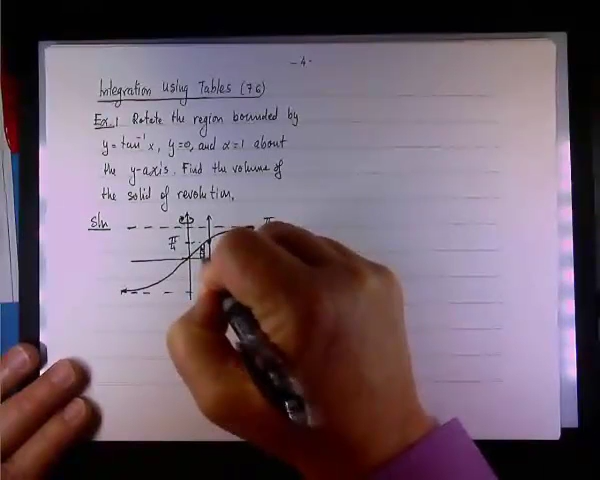 -4-
Integration Using Tables (7.6)
Ex.1 Rotate the region bounded by
y = tan⁻¹ x, y=0, and x=1 about
the y-axis. Find the volume of
the solid of revolution.
Sln
π/4